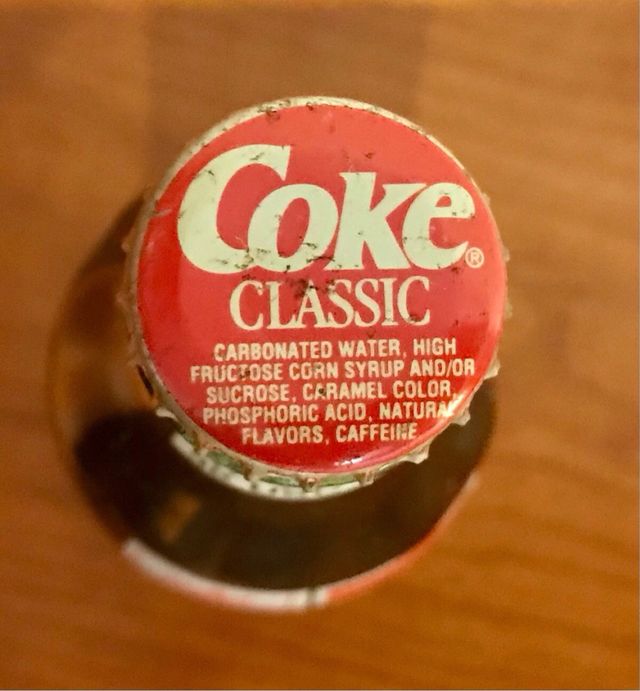 Coke®
CLASSIC
CARBONATED WATER, HIGH
FRUCTOSE CORN SYRUP AND/OR
SUCROSE, CARAMEL COLOR,
PHOSPHORIC ACID, NATURAL
FLAVORS, CAFFEINE